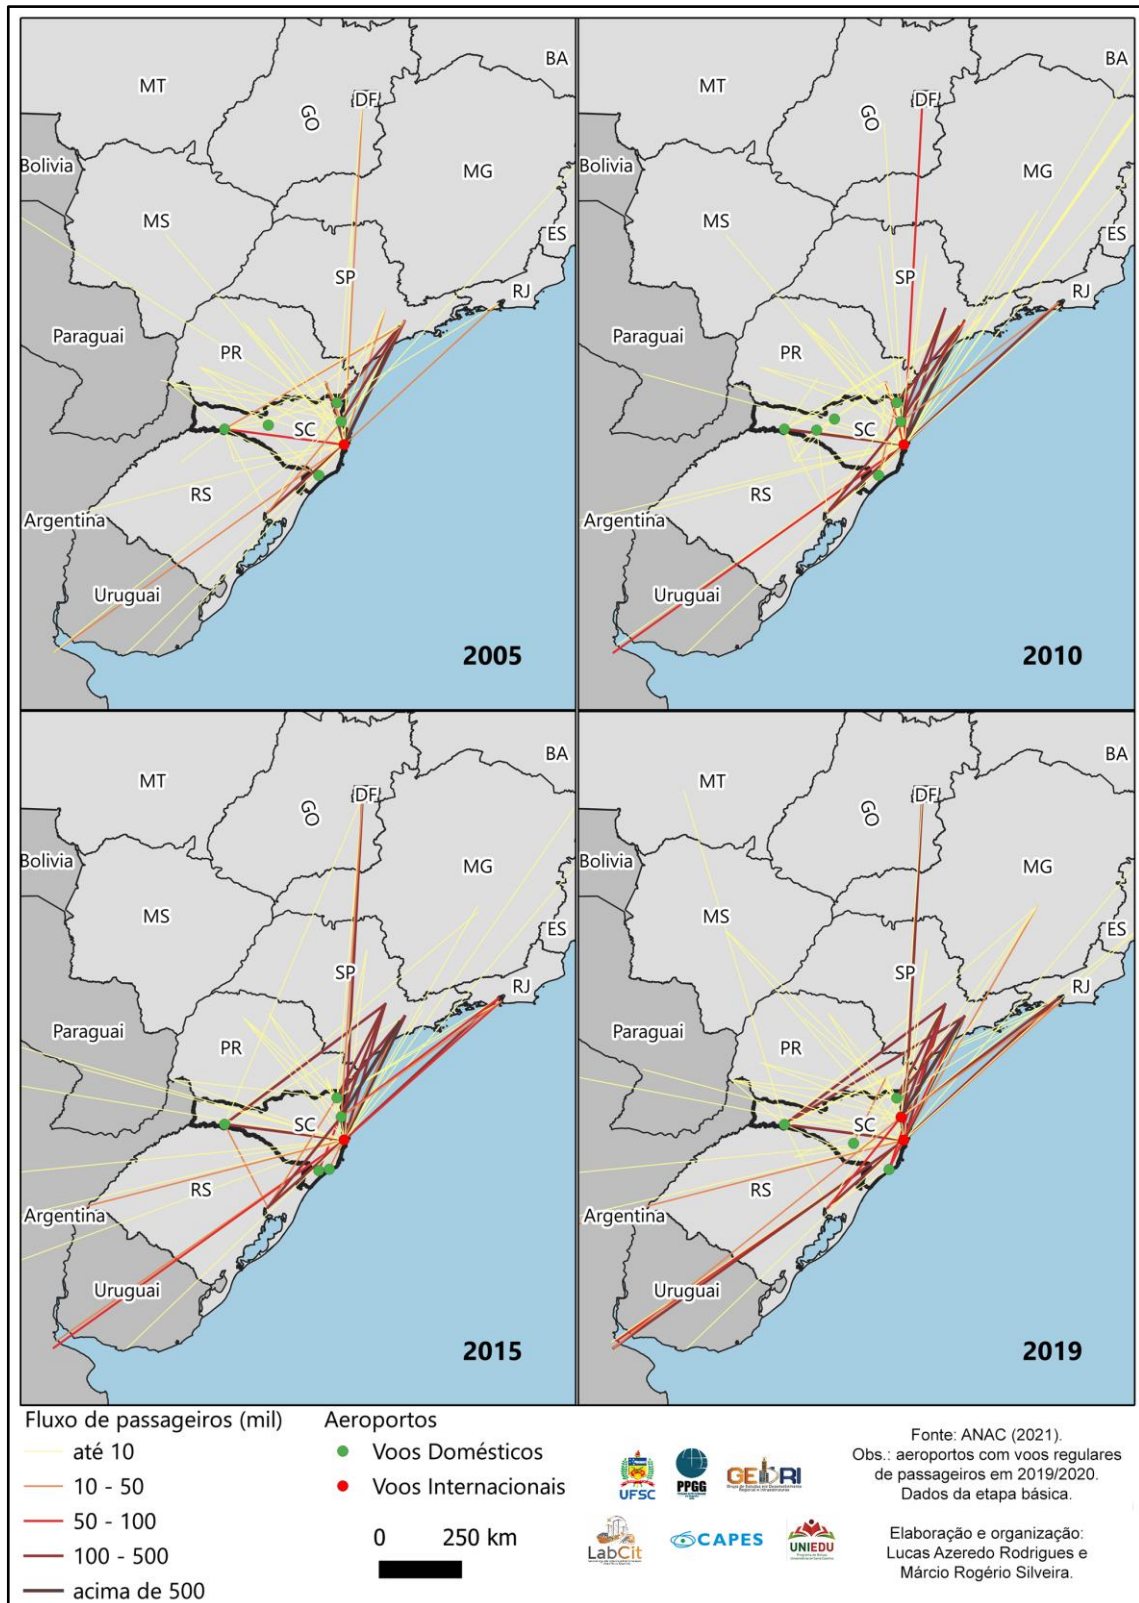 MT
BA
DF
GO
Bolivia
MG
MS
ES
SP
RJ
Paraguai
PR
SC
RS
Argentina
Uruguai
2005
MT
BA
DF
GO
Bolivia
MG
MS
ES
SP
RJ
Paraguai
PR
SC
RS
Argentina
Uruguai
2010
MT
BA
DF
GO
Bolivia
MG
MS
ES
SP
RJ
Paraguai
PR
SC
RS
Argentina
Uruguai
2015
MT
BA
DF
GO
Bolivia
MG
MS
ES
SP
RJ
Paraguai
PR
SC
RS
Argentina
Uruguai
2019
Fluxo de passageiros (mil)
até 10
10 - 50
50 - 100
100 - 500
acima de 500
Aeroportos
Voos Domésticos
Voos Internacionais
0 250 km
UFSC
PPGG
LabCit
CAPES
UNIEDU
Fonte: ANAC (2021).
Obs.: aeroportos com voos regulares
de passageiros em 2019/2020.
Dados da etapa básica.
Elaboração e organização:
Lucas Azeredo Rodrigues e
Márcio Rogério Silveira.